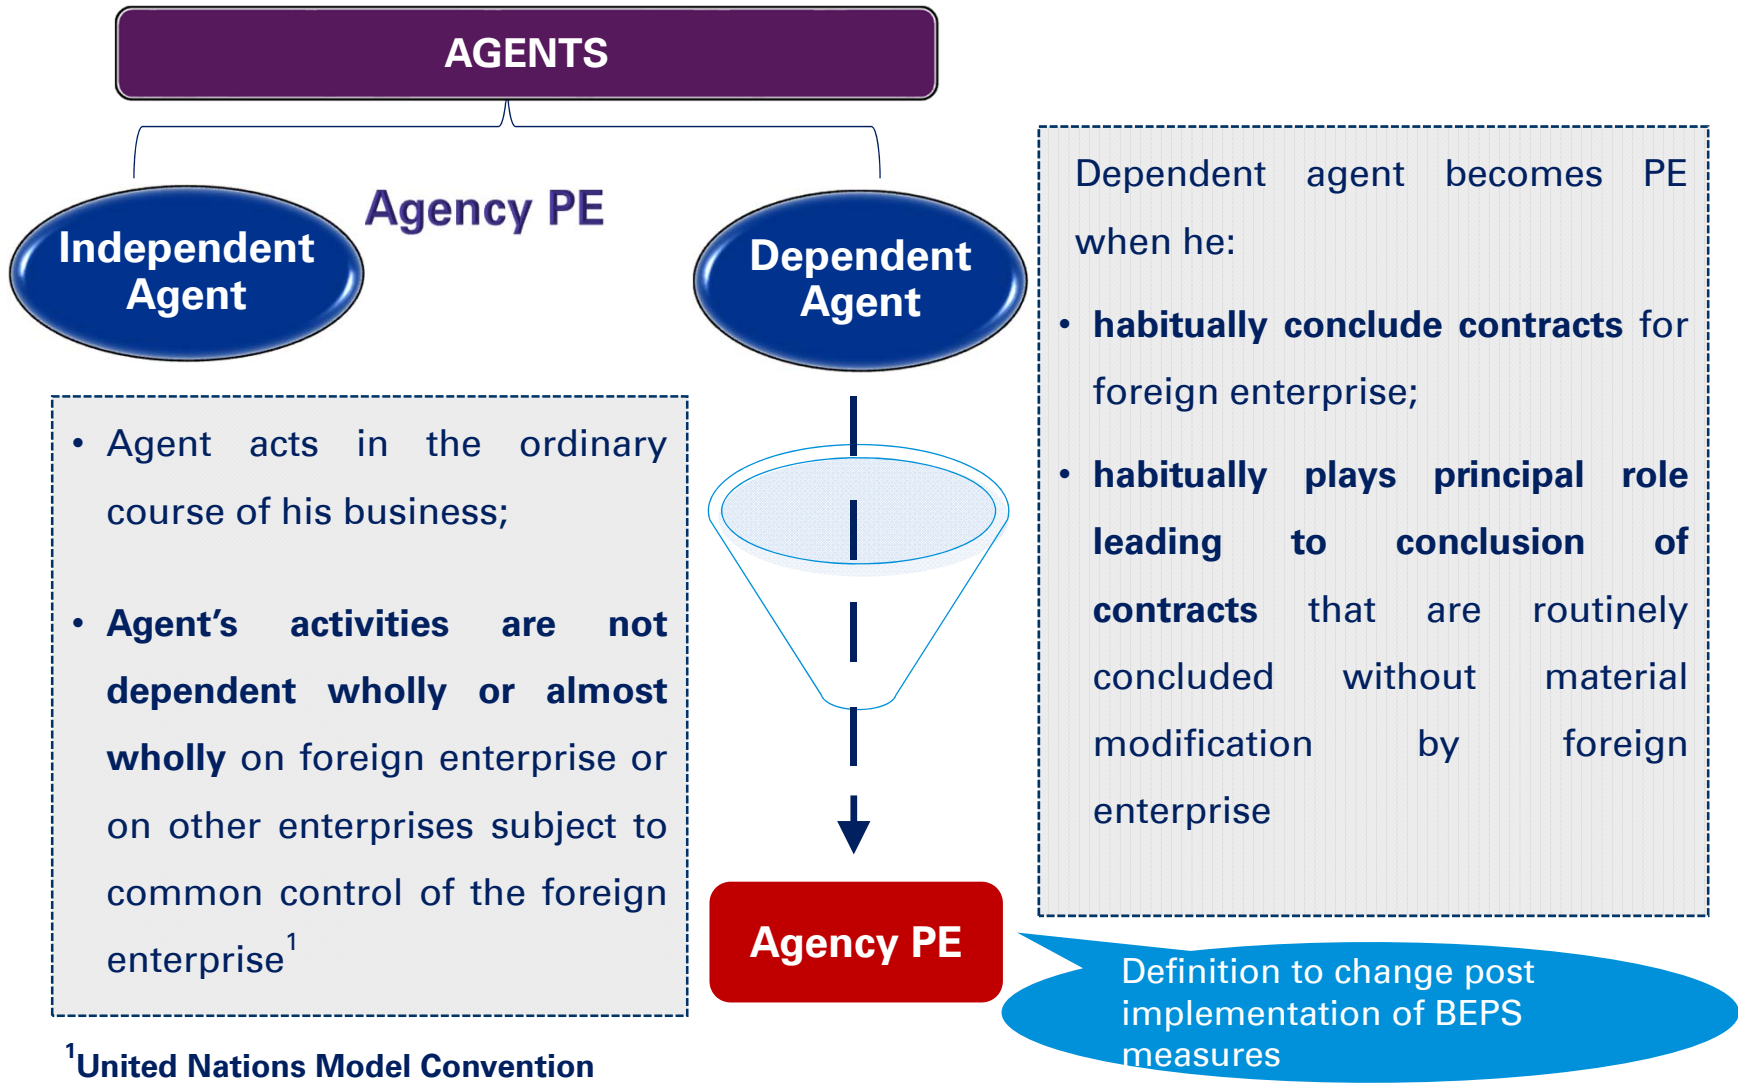 AGENTS
Agency PE
Independent
Agent
Dependent
Agent
• Agent acts in the ordinary
course of his business;
• Agent’s activities are not
dependent wholly or almost
wholly on foreign enterprise or
on other enterprises subject to
common control of the foreign
enterprise1
1United Nations Model Convention
Agency PE
Dependent agent becomes PE
when he:
• habitually conclude contracts for
foreign enterprise;
• habitually plays principal role
leading to conclusion of
contracts that are routinely
concluded without material
modification by foreign
enterprise
Definition to change post
implementation of BEPS
measures